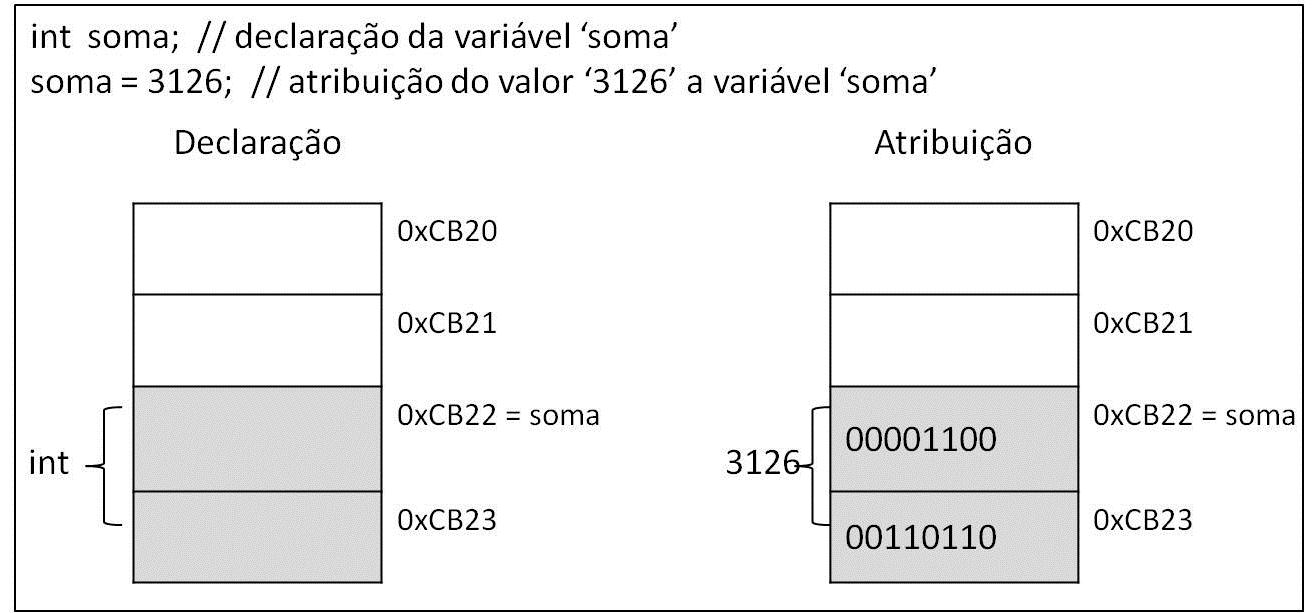 int soma; // declaração da variável ‘soma’
soma = 3126; // atribuição do valor ‘3126’ a variável ‘soma’
Declaração
0xCB20
0xCB21
0xCB22 = soma
int
0xCB23
Atribuição
0xCB20
0xCB21
00001100
0xCB22 = soma
3126
00110110
0xCB23